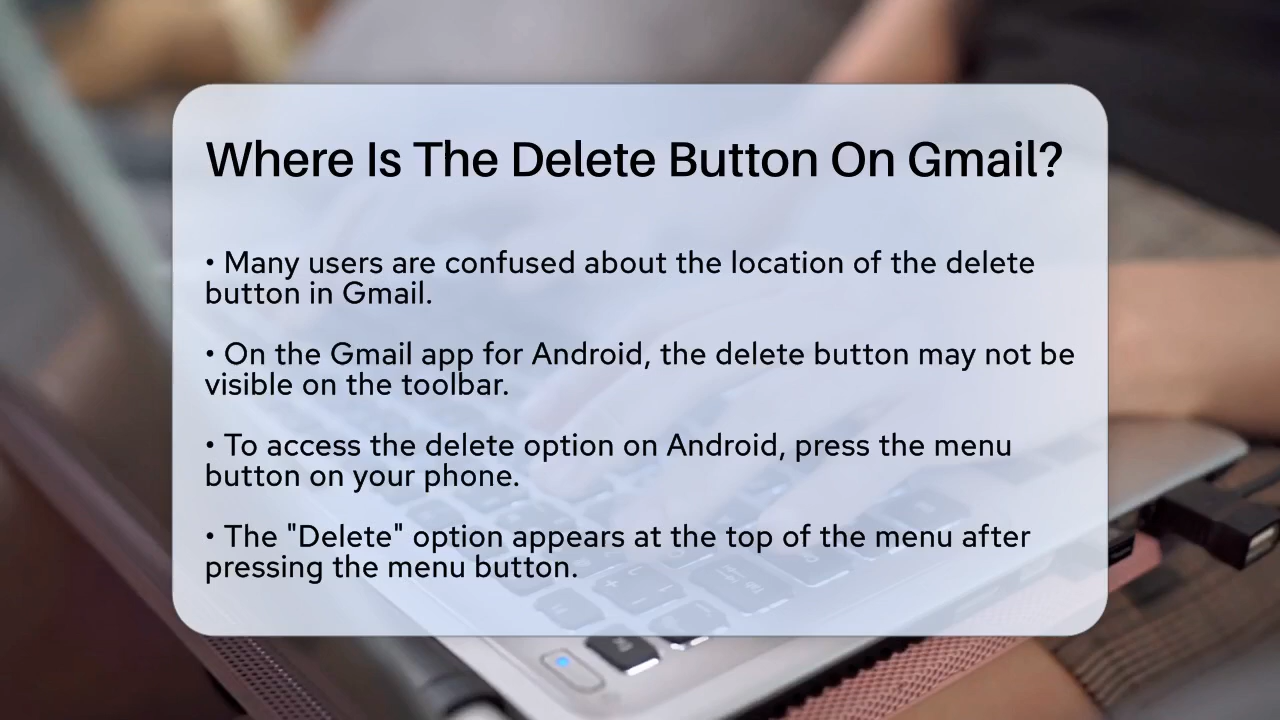 Where Is The Delete Button On Gmail?
• Many users are confused about the location of the delete
button in Gmail.
• On the Gmail app for Android, the delete button may not be
visible on the toolbar.
• To access the delete option on Android, press the menu
button on your phone.
• The "Delete" option appears at the top of the menu after
pressing the menu button.